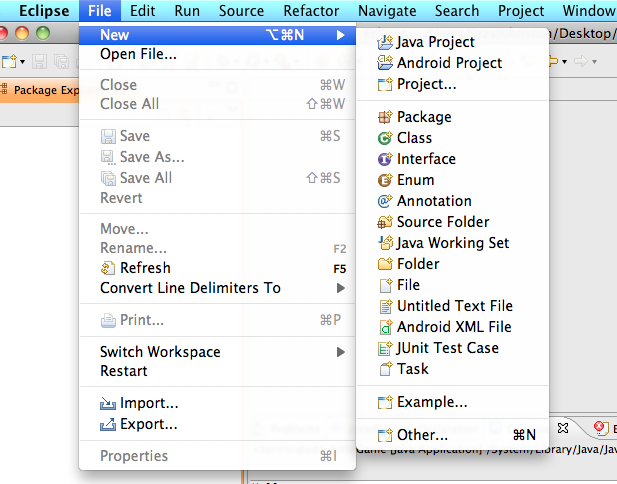 Eclipse File Edit Run Source Refactor Navigate Search Project Window
/Desktop/
Package Exp
New ⌥⌘N
Open File...
Close ⌘W
Close All ⇧⌘W
Save ⌘S
Save As...
Save All ⇧⌘S
Revert
Move...
Rename... F2
Refresh F5
Convert Line Delimiters To
Print... ⌘P
Switch Workspace
Restart
Import...
Export...
Properties ⌘I
Java Project
Android Project
Project...
Package
Class
Interface
Enum
Annotation
Source Folder
Java Working Set
Folder
File
Untitled Text File
Android XML File
JUnit Test Case
Task
Example...
Other... ⌘N
Game [Java Application] /System/Library/Java/Jav